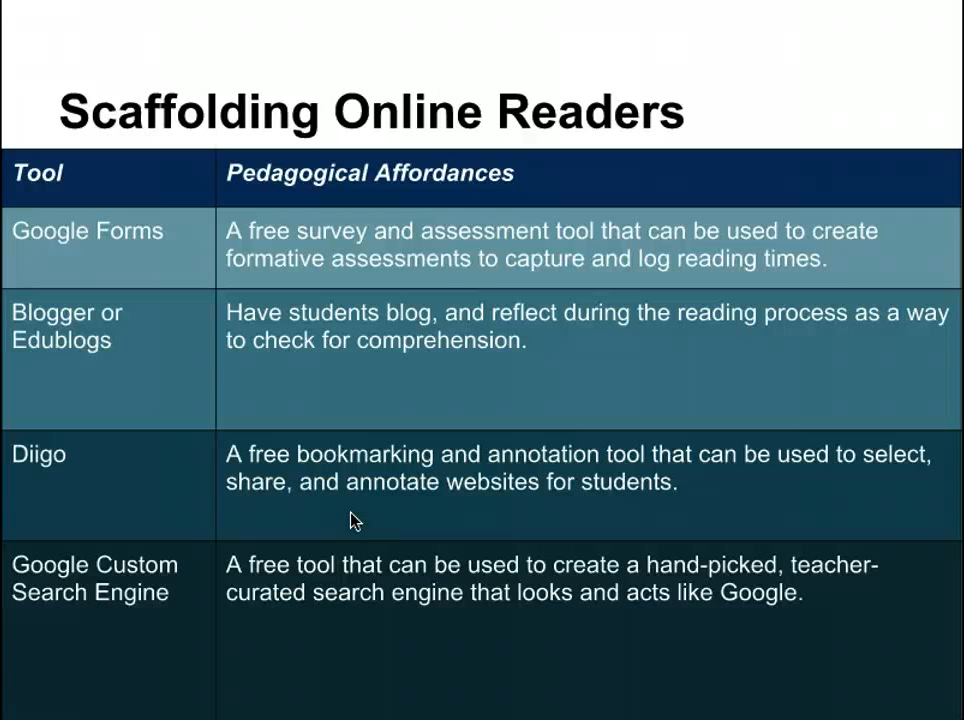 Scaffolding Online Readers
Tool
Pedagogical Affordances
Google Forms
A free survey and assessment tool that can be used to create
formative assessments to capture and log reading times.
Blogger or
Edublogs
Have students blog, and reflect during the reading process as a way
to check for comprehension.
Diigo
A free bookmarking and annotation tool that can be used to select,
share, and annotate websites for students.
Google Custom
Search Engine
A free tool that can be used to create a hand-picked, teacher-
curated search engine that looks and acts like Google.